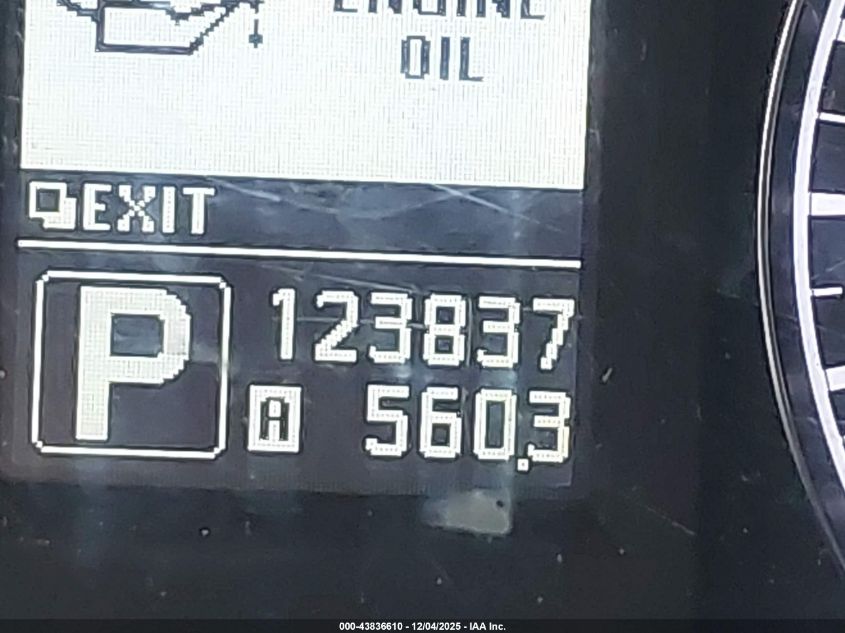 ENGINE
OIL
EXIT
P 123837
A 560.3
000-43836610 - 12/04/2025 - IAA Inc.